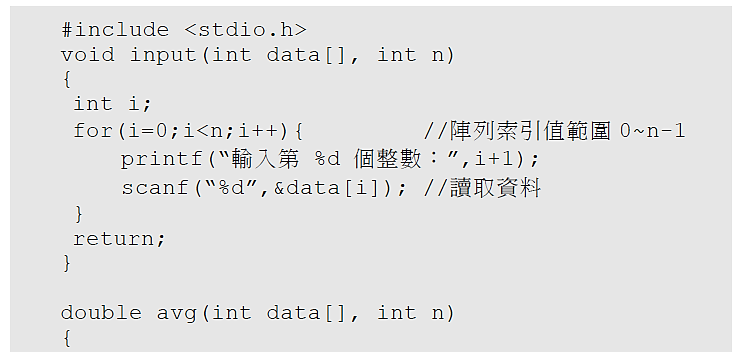 #include <stdio.h>
void input(int data[], int n)
{
 int i;
 for(i=0;i<n;i++){          //陣列索引值範圍 0~n-1
     printf(“輸入第 %d 個整數：”,i+1);
     scanf(“%d”,&data[i]); //讀取資料
 }
 return;
}

double avg(int data[], int n)
{